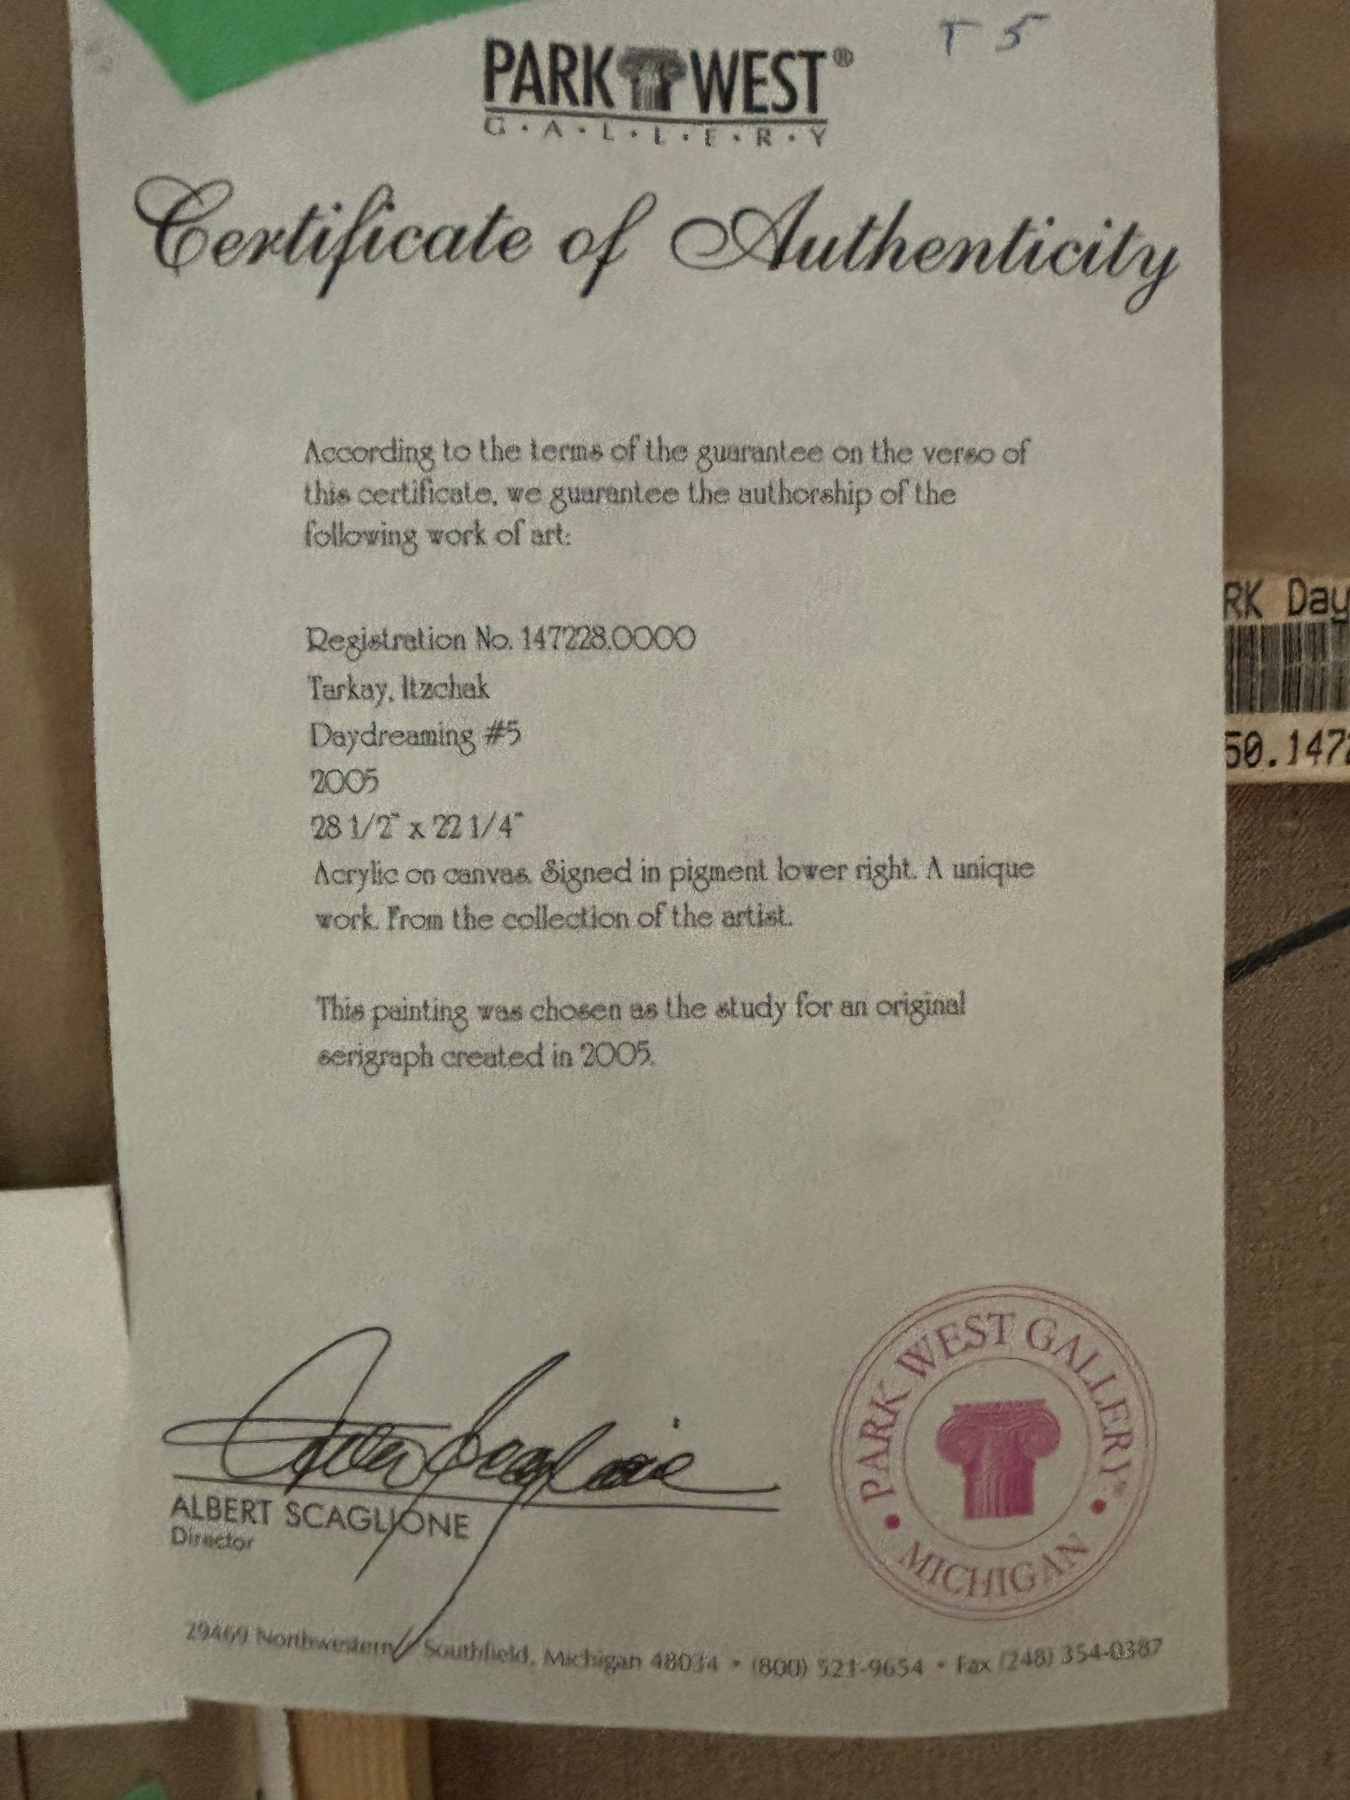 T 5
PARK WEST®
G·A·L·L·E·R·Y
Certificate of Authenticity
According to the terms of the guarantee on the verso of
this certificate, we guarantee the authorship of the
following work of art:
Registration No. 147228.0000
Tarkay, Itzchak
Daydreaming #5
2005
28 1/2" x 22 1/4"
Acrylic on canvas. Signed in pigment lower right. A unique
work. From the collection of the artist.
This painting was chosen as the study for an original
serigraph created in 2005.
RK Day
50.147
Albert Scaglione
ALBERT SCAGLIONE
Director
PARK WEST GALLERY®
• MICHIGAN •
29469 Northwestern Southfield, Michigan 48034 • (800) 521-9654 • Fax (248) 354-0387